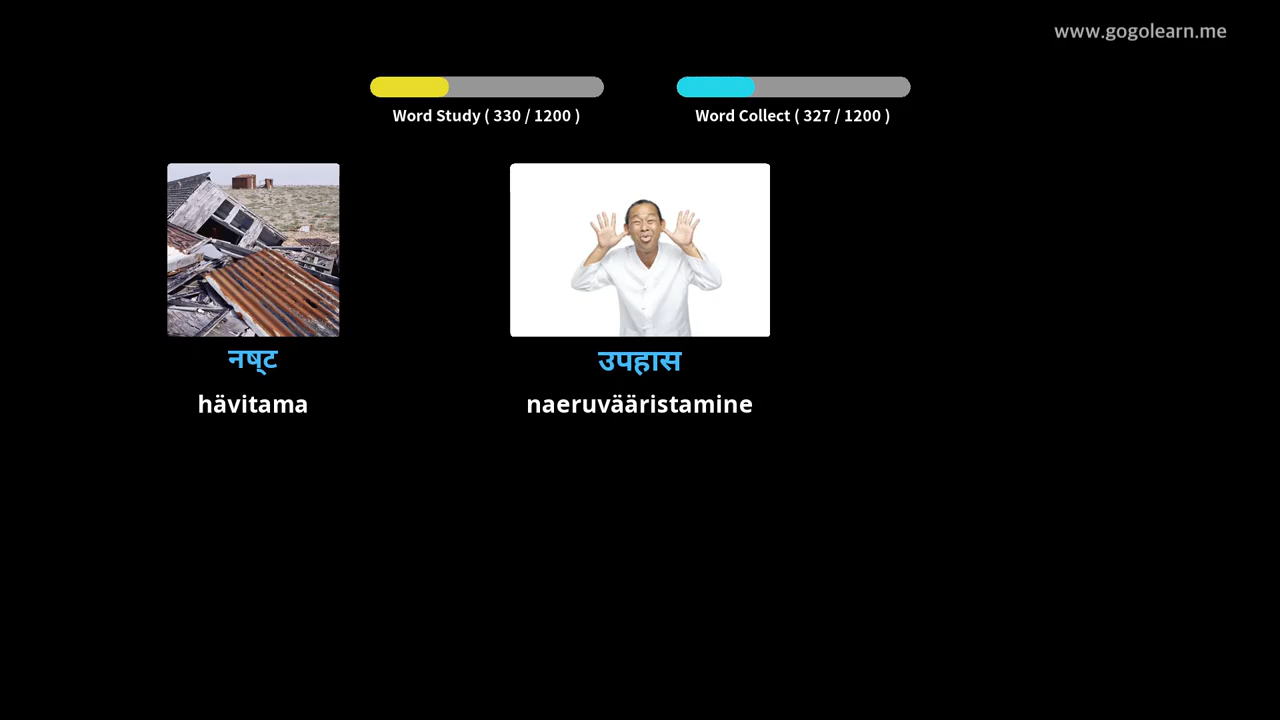 www.gogolearn.me
Word Study ( 330 / 1200 )
Word Collect ( 327 / 1200 )
नष्ट
उपहास
hävitama
naeruvääristamine